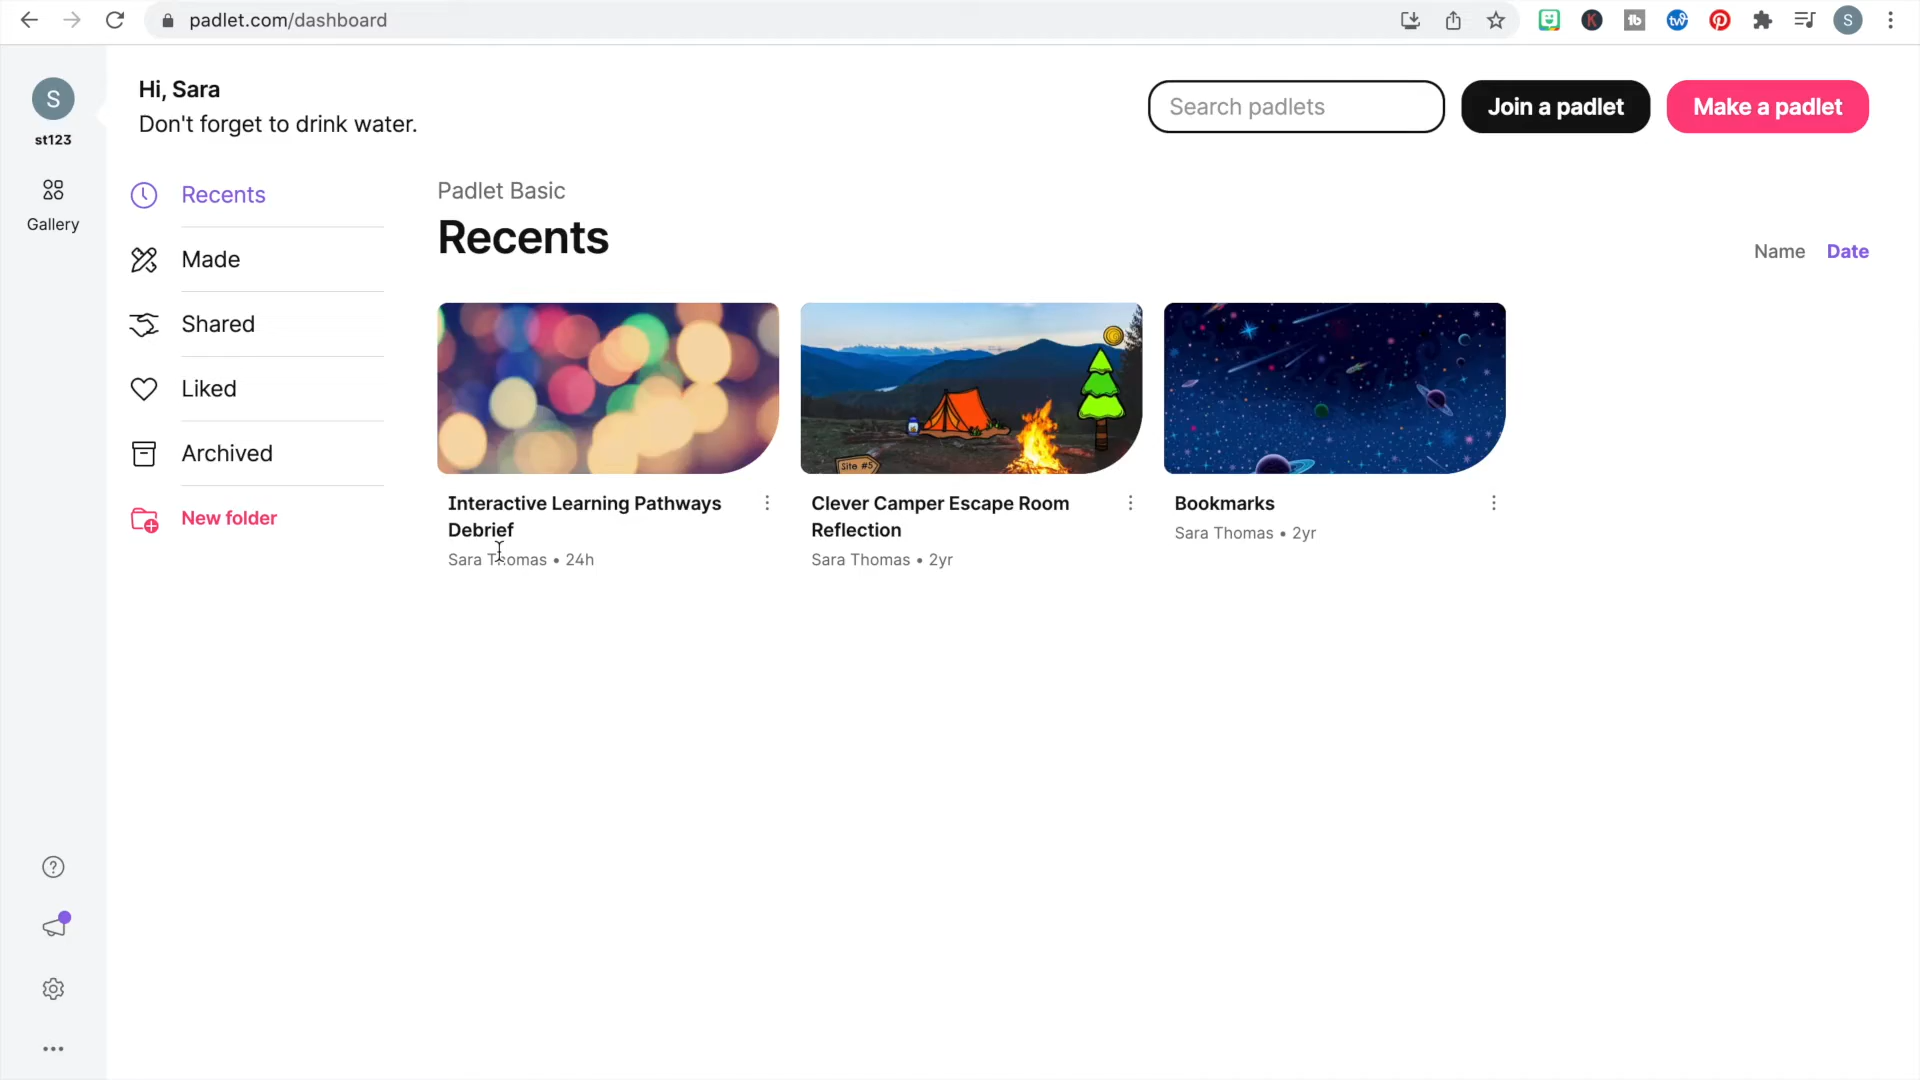 padlet.com/dashboard
S
S
st123
Gallery
Hi, Sara
Don't forget to drink water.
Search padlets
Join a padlet
Make a padlet
Recents
Made
Shared
Liked
Archived
New folder
Padlet Basic
Recents
Name
Date
Site #5
Interactive Learning Pathways
Debrief
Sara Thomas • 24h
Clever Camper Escape Room
Reflection
Sara Thomas • 2yr
Bookmarks
Sara Thomas • 2yr